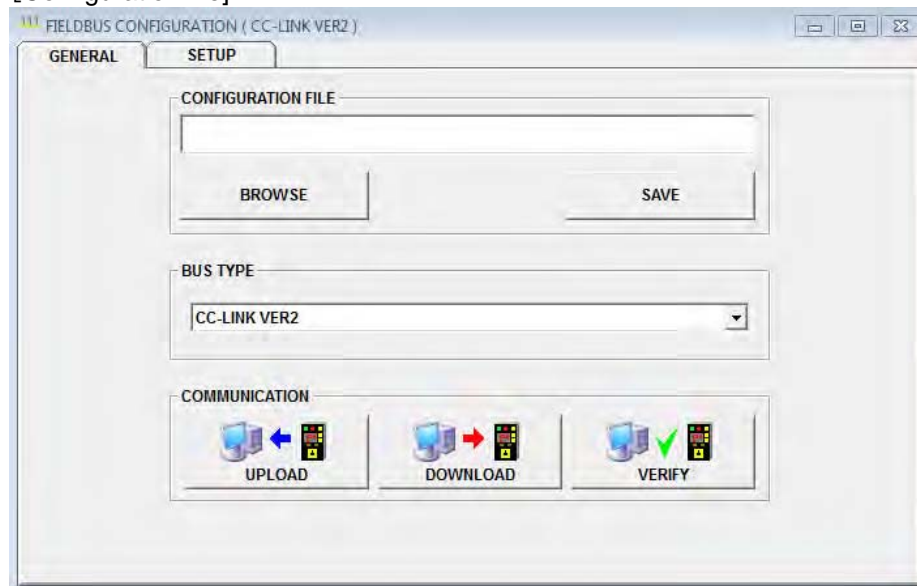 FIELDBUS CONFIGURATION ( CC-LINK VER2 )
GENERAL SETUP
CONFIGURATION FILE
BROWSE SAVE
BUS TYPE
CC-LINK VER2
COMMUNICATION
UPLOAD DOWNLOAD VERIFY